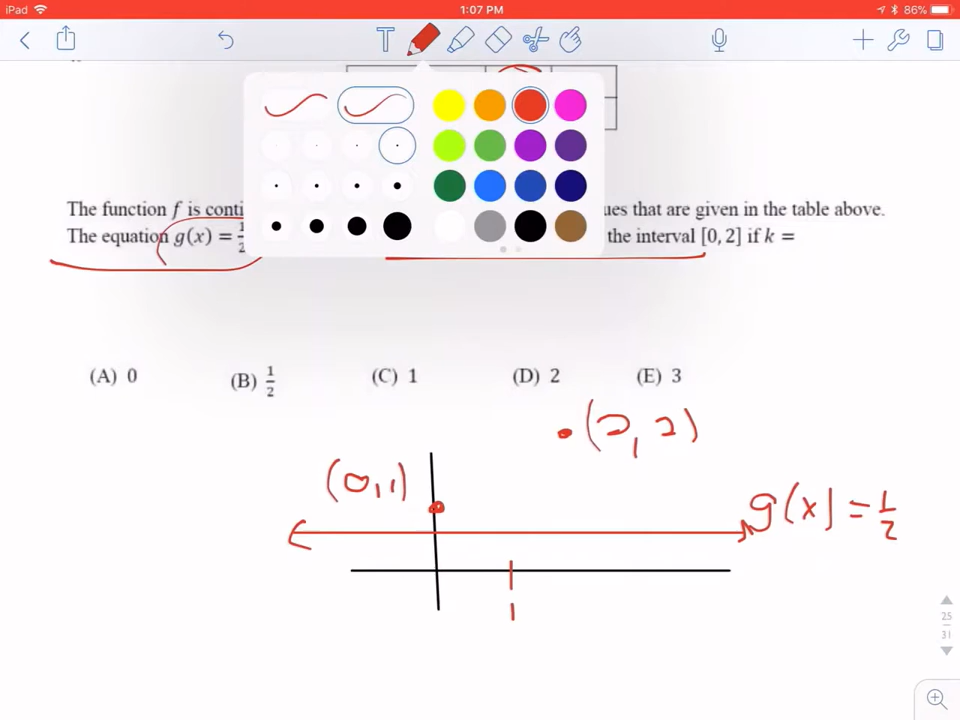 iPad 1:07 PM 86%
T
The function f is conti ues that are given in the table above.
The equation g(x) = 1/2 the interval [0, 2] if k =
(A) 0 (B) 1/2 (C) 1 (D) 2 (E) 3
(2, 2)
(0,1)
g(x) = 1/2
1
25
31